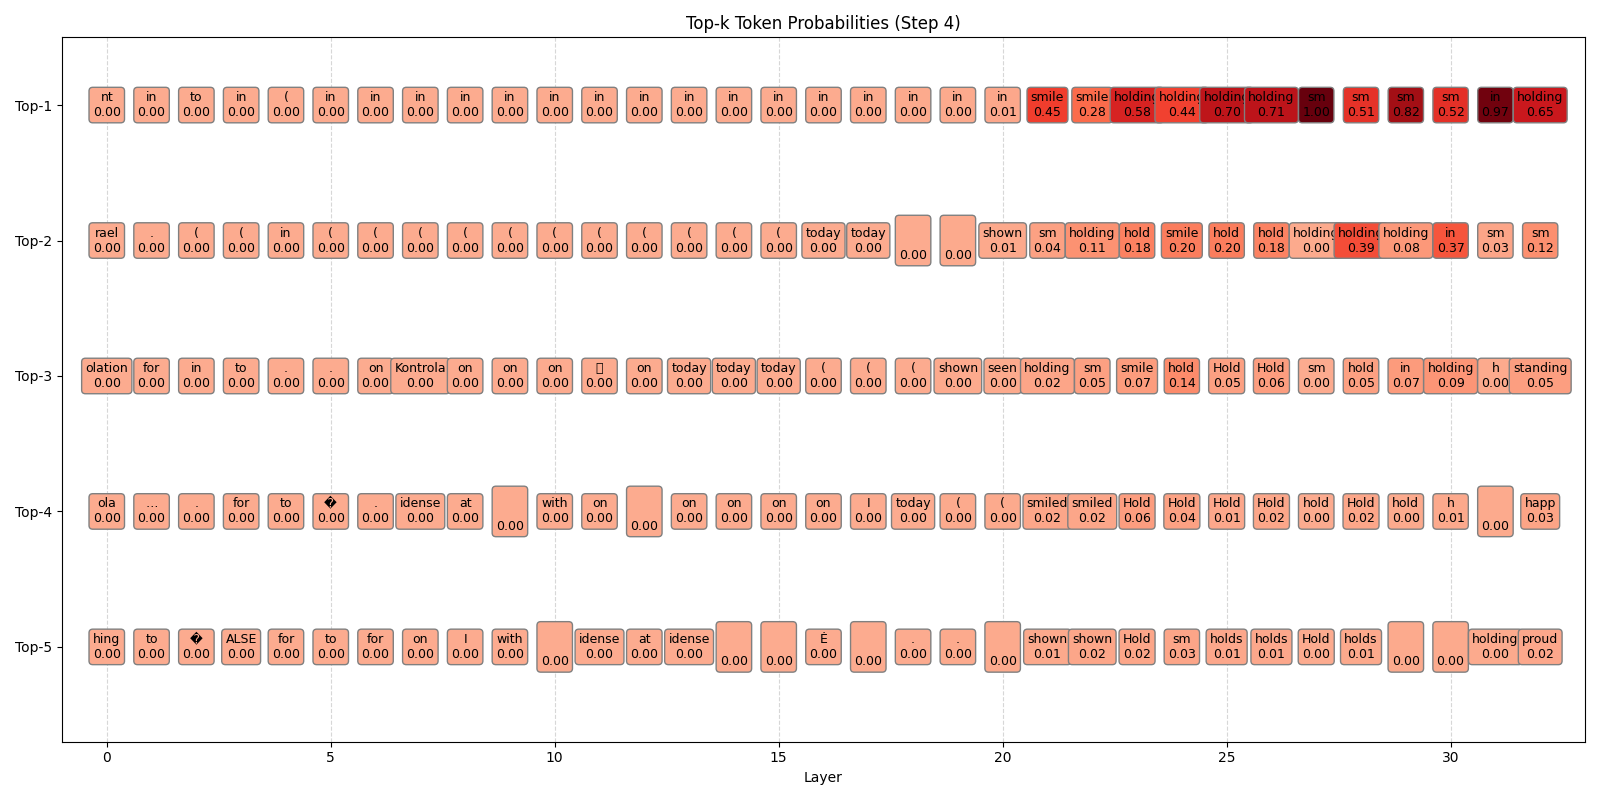 Top-k Token Probabilities (Step 4)
nt in to in ( in in in in in in in in in in in in in in in in smile smile holding holding holding holding sm sm sm sm in holding
Top-1
0.00 0.00 0.00 0.00 0.00 0.00 0.00 0.00 0.00 0.00 0.00 0.00 0.00 0.00 0.00 0.00 0.00 0.00 0.00 0.00 0.01 0.45 0.28 0.58 0.44 0.70 0.71 1.00 0.51 0.82 0.52 0.97 0.65
rael . ( ( in ( ( ( ( ( ( ( ( ( ( ( today today shown sm holding hold smile hold hold holding holding holding in sm sm
Top-2
0.00 0.00 0.00 0.00 0.00 0.00 0.00 0.00 0.00 0.00 0.00 0.00 0.00 0.00 0.00 0.00 0.00 0.00 0.00 0.00 0.01 0.04 0.11 0.18 0.20 0.20 0.18 0.00 0.39 0.08 0.37 0.03 0.12
olation for in to . . on Kontrola on on on on today today today ( ( ( shown seen holding sm smile hold Hold Hold sm hold in holding h standing
Top-3
0.00 0.00 0.00 0.00 0.00 0.00 0.00 0.00 0.00 0.00 0.00 0.00 0.00 0.00 0.00 0.00 0.00 0.00 0.00 0.00 0.00 0.02 0.05 0.07 0.14 0.05 0.06 0.00 0.05 0.07 0.09 0.00 0.05
ola ... . for to � . idense at with on on on on on I today ( ( smiled smiled Hold Hold Hold Hold hold Hold hold h happ
Top-4
0.00 0.00 0.00 0.00 0.00 0.00 0.00 0.00 0.00 0.00 0.00 0.00 0.00 0.00 0.00 0.00 0.00 0.00 0.00 0.00 0.00 0.02 0.02 0.06 0.04 0.01 0.02 0.00 0.02 0.00 0.01 0.00 0.03
hing to � ALSE for to for on I with idense at idense Ė . . shown shown Hold sm holds holds Hold holds holding proud
Top-5
0.00 0.00 0.00 0.00 0.00 0.00 0.00 0.00 0.00 0.00 0.00 0.00 0.00 0.00 0.00 0.00 0.00 0.00 0.00 0.00 0.00 0.01 0.02 0.02 0.03 0.01 0.01 0.00 0.01 0.00 0.00 0.00 0.02
0 5 10 15 20 25 30
Layer